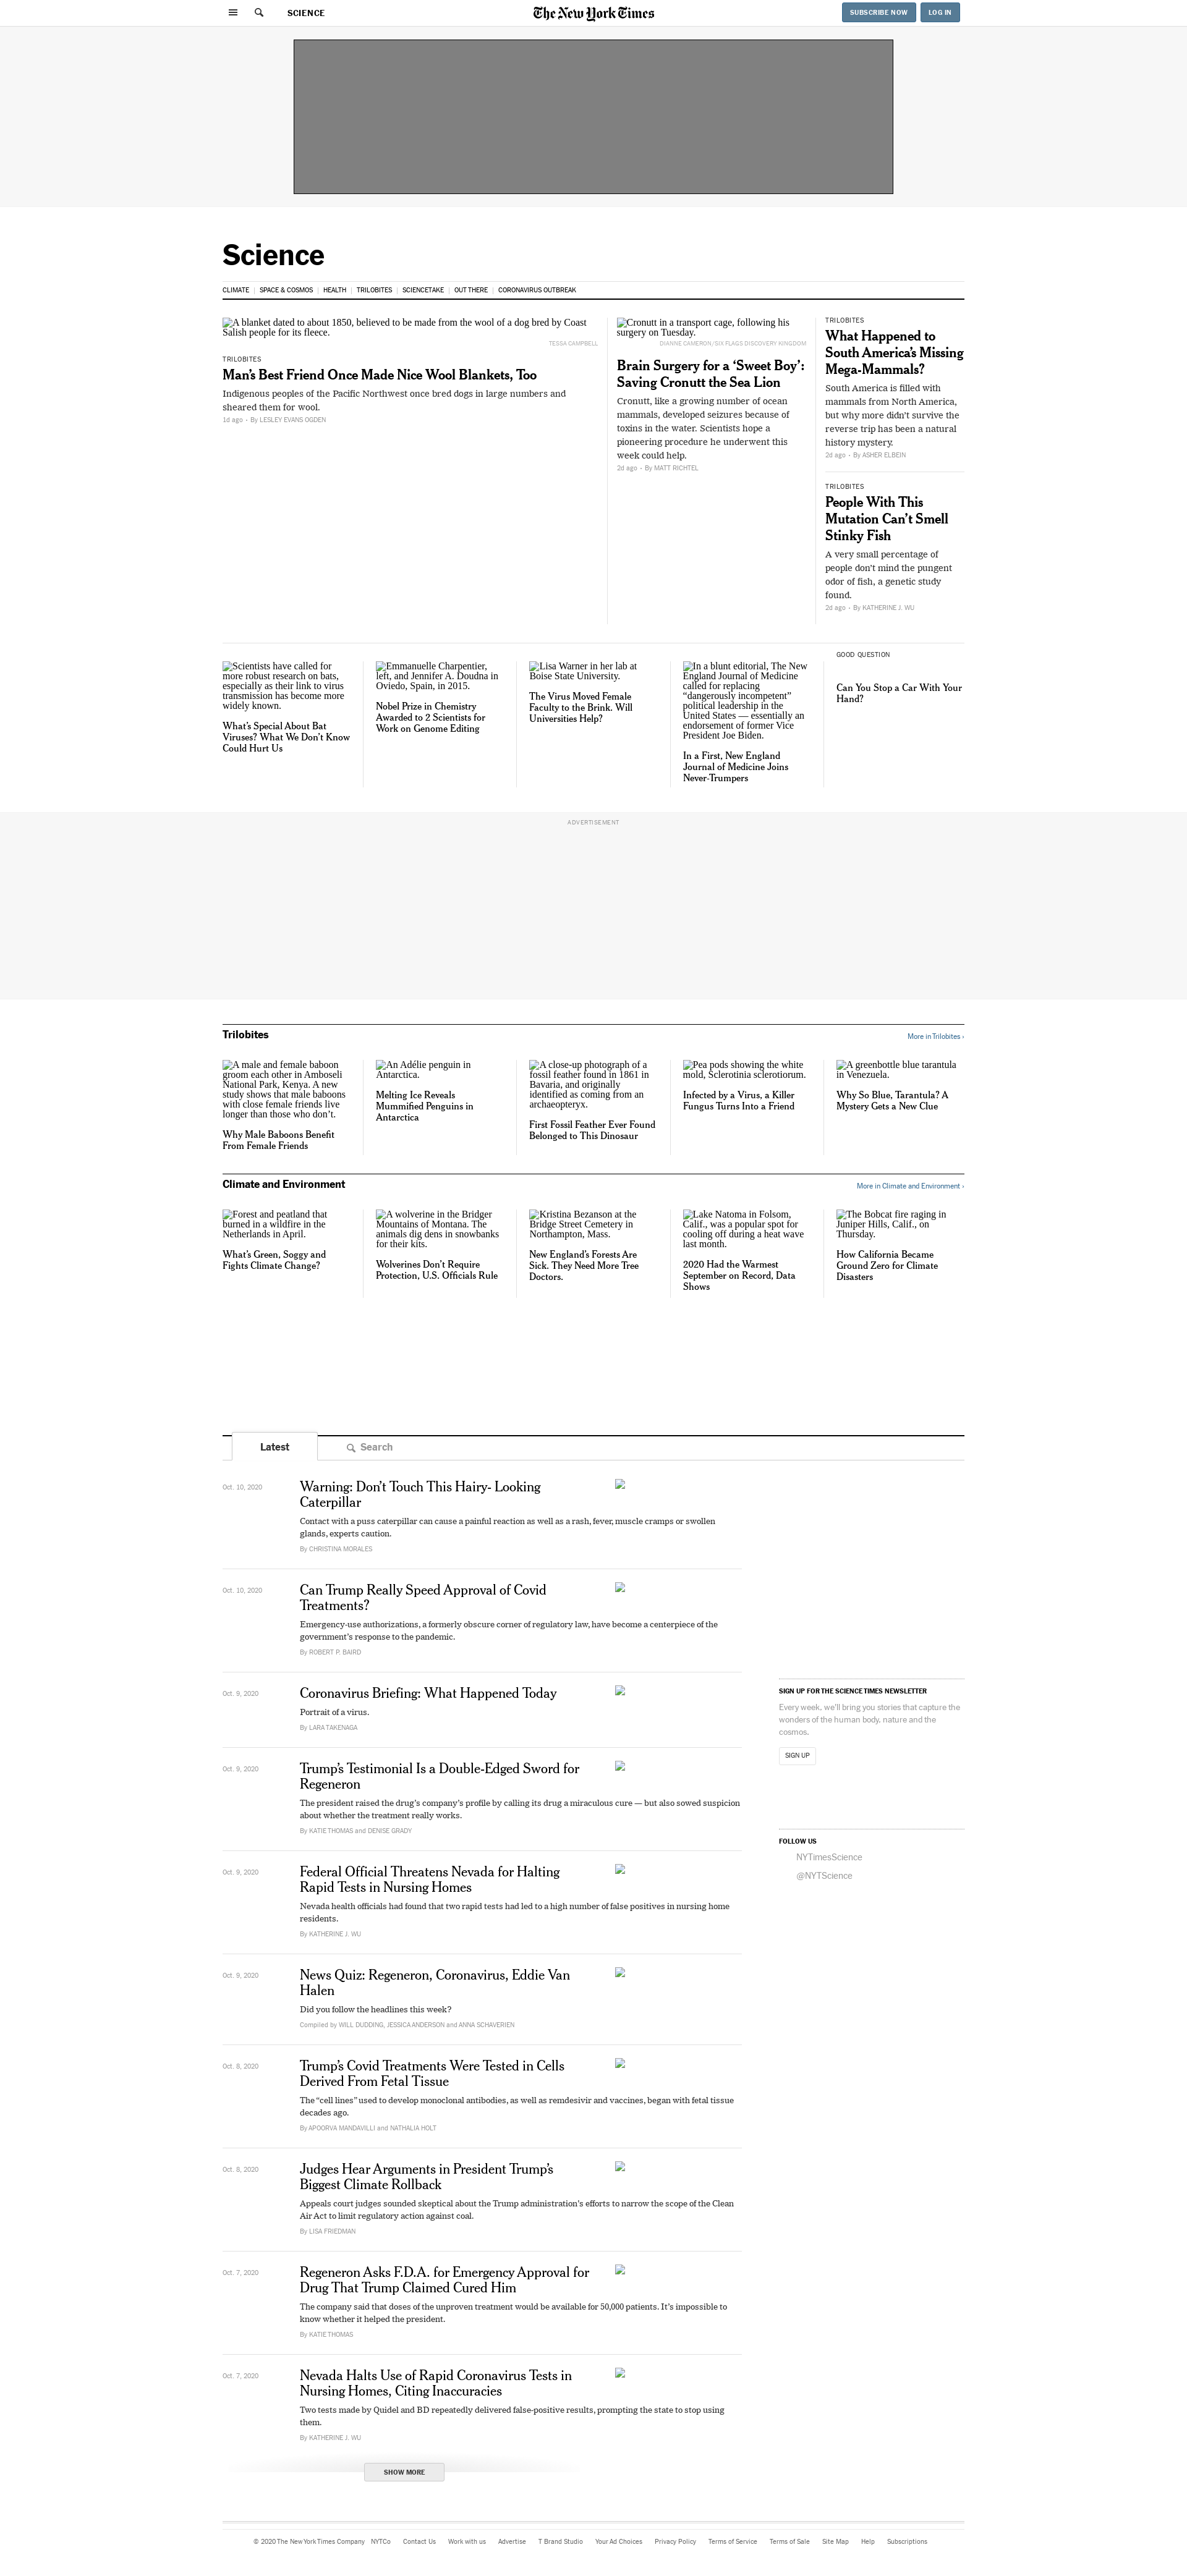 SCIENCE
The New York Times
SUBSCRIBE NOW
LOG IN
Science
CLIMATE
SPACE & COSMOS
HEALTH
TRILOBITES
SCIENCETAKE
OUT THERE
CORONAVIRUS OUTBREAK
A blanket dated to about 1850, believed to be made from the wool of a dog bred by Coast
Salish people for its fleece.
TESSA CAMPBELL
TRILOBITES
Man's Best Friend Once Made Nice Wool Blankets, Too
Indigenous peoples of the Pacific Northwest once bred dogs in large numbers and
sheared them for wool.
1d ago • By LESLEY EVANS OGDEN
Cronutt in a transport cage, following his
surgery on Tuesday.
DIANNE CAMERON/SIX FLAGS DISCOVERY KINGDOM
Brain Surgery for a ‘Sweet Boy’:
Saving Cronutt the Sea Lion
Cronutt, like a growing number of ocean
mammals, developed seizures because of
toxins in the water. Scientists hope a
pioneering procedure he underwent this
week could help.
2d ago • By MATT RICHTEL
TRILOBITES
What Happened to
South America's Missing
Mega-Mammals?
South America is filled with
mammals from North America,
but why more didn't survive the
reverse trip has been a natural
history mystery.
2d ago • By ASHER ELBEIN
TRILOBITES
People With This
Mutation Can't Smell
Stinky Fish
A very small percentage of
people don't mind the pungent
odor of fish, a genetic study
found.
2d ago • By KATHERINE J. WU
Scientists have called for
more robust research on bats,
especially as their link to virus
transmission has become more
widely known.
What's Special About Bat
Viruses? What We Don't Know
Could Hurt Us
Emmanuelle Charpentier,
left, and Jennifer A. Doudna in
Oviedo, Spain, in 2015.
Nobel Prize in Chemistry
Awarded to 2 Scientists for
Work on Genome Editing
Lisa Warner in her lab at
Boise State University.
The Virus Moved Female
Faculty to the Brink. Will
Universities Help?
In a blunt editorial, The New
England Journal of Medicine
called for replacing
“dangerously incompetent”
political leadership in the
United States — essentially an
endorsement of former Vice
President Joe Biden.
In a First, New England
Journal of Medicine Joins
Never-Trumpers
GOOD QUESTION
Can You Stop a Car With Your
Hand?
ADVERTISEMENT
Trilobites
More in Trilobites ›
A male and female baboon
groom each other in Amboseli
National Park, Kenya. A new
study shows that male baboons
with close female friends live
longer than those who don't.
Why Male Baboons Benefit
From Female Friends
An Adélie penguin in
Antarctica.
Melting Ice Reveals
Mummified Penguins in
Antarctica
A close-up photograph of a
fossil feather found in 1861 in
Bavaria, and originally
identified as coming from an
archaeopteryx.
First Fossil Feather Ever Found
Belonged to This Dinosaur
Pea pods showing the white
mold, Sclerotinia sclerotiorum.
Infected by a Virus, a Killer
Fungus Turns Into a Friend
A greenbottle blue tarantula
in Venezuela.
Why So Blue, Tarantula? A
Mystery Gets a New Clue
Climate and Environment
More in Climate and Environment ›
Forest and peatland that
burned in a wildfire in the
Netherlands in April.
What's Green, Soggy and
Fights Climate Change?
A wolverine in the Bridger
Mountains of Montana. The
animals dig dens in snowbanks
for their kits.
Wolverines Don't Require
Protection, U.S. Officials Rule
Kristina Bezanson at the
Bridge Street Cemetery in
Northampton, Mass.
New England's Forests Are
Sick. They Need More Tree
Doctors.
Lake Natoma in Folsom,
Calif., was a popular spot for
cooling off during a heat wave
last month.
2020 Had the Warmest
September on Record, Data
Shows
The Bobcat fire raging in
Juniper Hills, Calif., on
Thursday.
How California Became
Ground Zero for Climate
Disasters
Latest
Search
Oct. 10, 2020
Warning: Don't Touch This Hairy- Looking
Caterpillar
Contact with a puss caterpillar can cause a painful reaction as well as a rash, fever, muscle cramps or swollen
glands, experts caution.
By CHRISTINA MORALES
Oct. 10, 2020
Can Trump Really Speed Approval of Covid
Treatments?
Emergency-use authorizations, a formerly obscure corner of regulatory law, have become a centerpiece of the
government's response to the pandemic.
By ROBERT P. BAIRD
Oct. 9, 2020
Coronavirus Briefing: What Happened Today
Portrait of a virus.
By LARA TAKENAGA
Oct. 9, 2020
Trump's Testimonial Is a Double-Edged Sword for
Regeneron
The president raised the drug's company's profile by calling its drug a miraculous cure — but also sowed suspicion
about whether the treatment really works.
By KATIE THOMAS and DENISE GRADY
Oct. 9, 2020
Federal Official Threatens Nevada for Halting
Rapid Tests in Nursing Homes
Nevada health officials had found that two rapid tests had led to a high number of false positives in nursing home
residents.
By KATHERINE J. WU
Oct. 9, 2020
News Quiz: Regeneron, Coronavirus, Eddie Van
Halen
Did you follow the headlines this week?
Compiled by WILL DUDDING, JESSICA ANDERSON and ANNA SCHAVERIEN
Oct. 8, 2020
Trump's Covid Treatments Were Tested in Cells
Derived From Fetal Tissue
The “cell lines” used to develop monoclonal antibodies, as well as remdesivir and vaccines, began with fetal tissue
decades ago.
By APOORVA MANDAVILLI and NATHALIA HOLT
Oct. 8, 2020
Judges Hear Arguments in President Trump's
Biggest Climate Rollback
Appeals court judges sounded skeptical about the Trump administration's efforts to narrow the scope of the Clean
Air Act to limit regulatory action against coal.
By LISA FRIEDMAN
Oct. 7, 2020
Regeneron Asks F.D.A. for Emergency Approval for
Drug That Trump Claimed Cured Him
The company said that doses of the unproven treatment would be available for 50,000 patients. It's impossible to
know whether it helped the president.
By KATIE THOMAS
Oct. 7, 2020
Nevada Halts Use of Rapid Coronavirus Tests in
Nursing Homes, Citing Inaccuracies
Two tests made by Quidel and BD repeatedly delivered false-positive results, prompting the state to stop using
them.
By KATHERINE J. WU
SHOW MORE
SIGN UP FOR THE SCIENCE TIMES NEWSLETTER
Every week, we'll bring you stories that capture the
wonders of the human body, nature and the
cosmos.
SIGN UP
FOLLOW US
NYTimesScience
@NYTScience
© 2020 The New York Times Company
NYTCo
Contact Us
Work with us
Advertise
T Brand Studio
Your Ad Choices
Privacy Policy
Terms of Service
Terms of Sale
Site Map
Help
Subscriptions